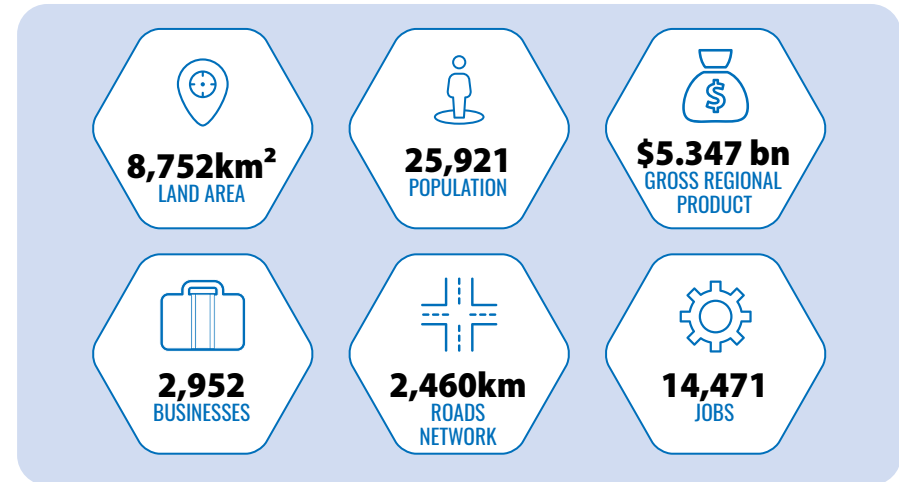 8,752km²
LAND AREA
25,921
POPULATION
$
$5.347 bn
GROSS REGIONAL
PRODUCT
2,952
BUSINESSES
2,460km
ROADS
NETWORK
14,471
JOBS